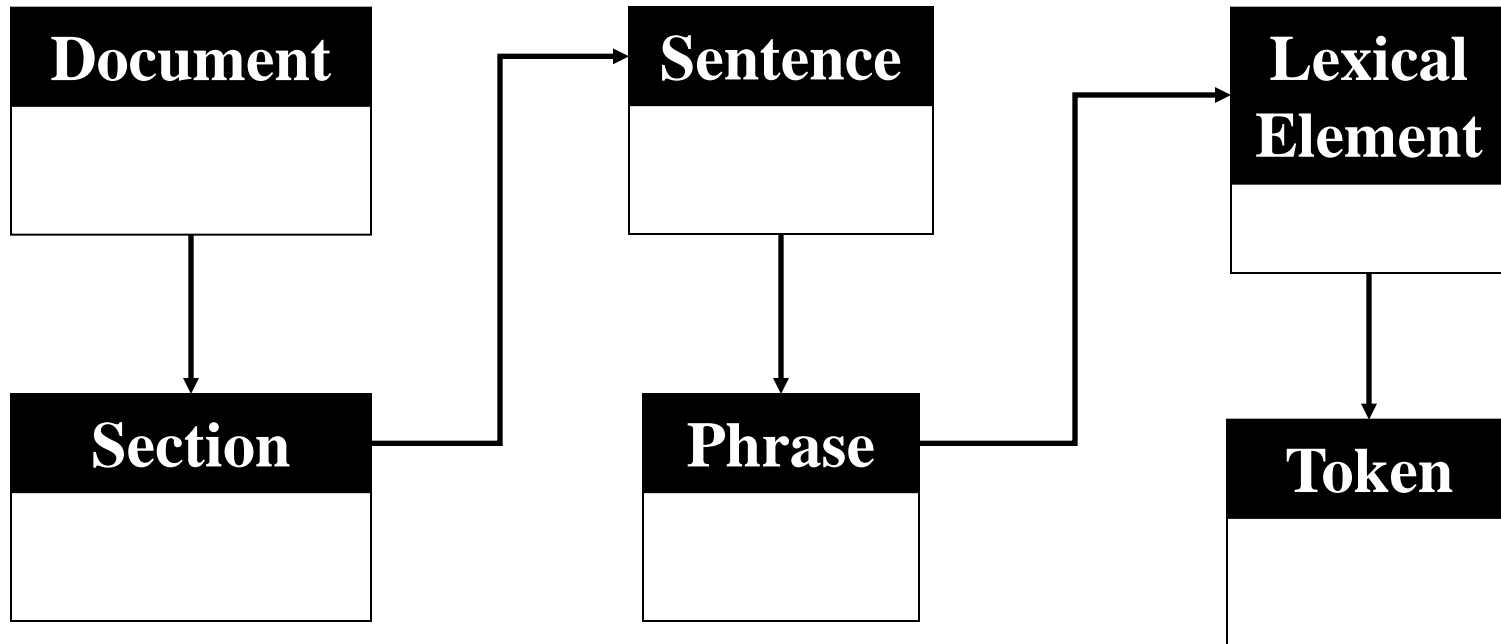 Document
Section
Sentence
Phrase
Lexical
Element
Token